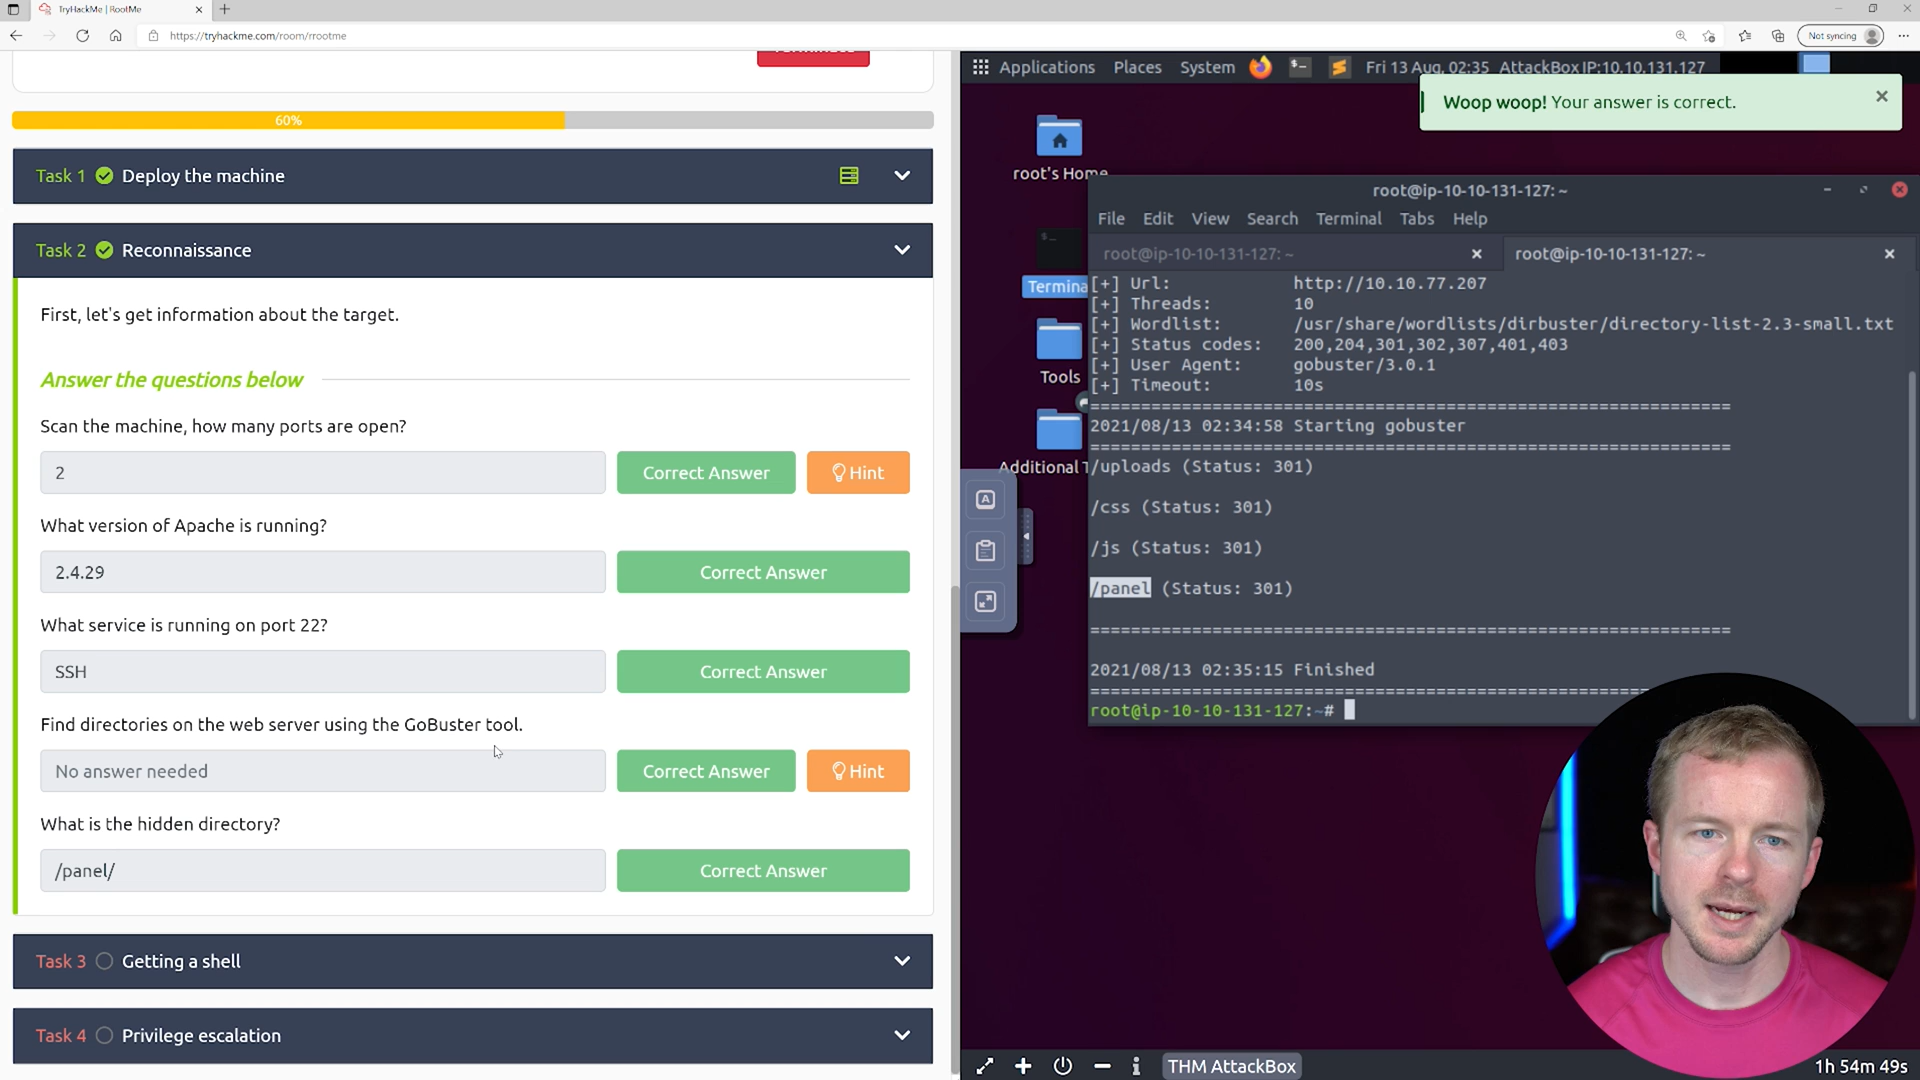 TryHackMe | RootMe
https://tryhackme.com/room/rrootme
Not syncing
60%
Task 1 Deploy the machine
Task 2 Reconnaissance
First, let's get information about the target.
Answer the questions below
Scan the machine, how many ports are open?
2
Correct Answer
Hint
What version of Apache is running?
2.4.29
Correct Answer
What service is running on port 22?
SSH
Correct Answer
Find directories on the web server using the GoBuster tool.
No answer needed
Correct Answer
Hint
What is the hidden directory?
/panel/
Correct Answer
Task 3 Getting a shell
Task 4 Privilege escalation
Applications Places System Fri 13 Aug, 02:35 AttackBox IP:10.10.131.127
Woop woop! Your answer is correct.
root's Home
Tools
root@ip-10-10-131-127: ~
File Edit View Search Terminal Tabs Help
root@ip-10-10-131-127: ~
root@ip-10-10-131-127: ~
[+] Url: http://10.10.77.207
[+] Threads: 10
[+] Wordlist: /usr/share/wordlists/dirbuster/directory-list-2.3-small.txt
[+] Status codes: 200,204,301,302,307,401,403
[+] User Agent: gobuster/3.0.1
[+] Timeout: 10s
===============================================================
2021/08/13 02:34:58 Starting gobuster
===============================================================
/uploads (Status: 301)
/css (Status: 301)
/js (Status: 301)
/panel (Status: 301)
===============================================================
2021/08/13 02:35:15 Finished
===============================================================
root@ip-10-10-131-127:~#
Additional
THM AttackBox
1h 54m 49s